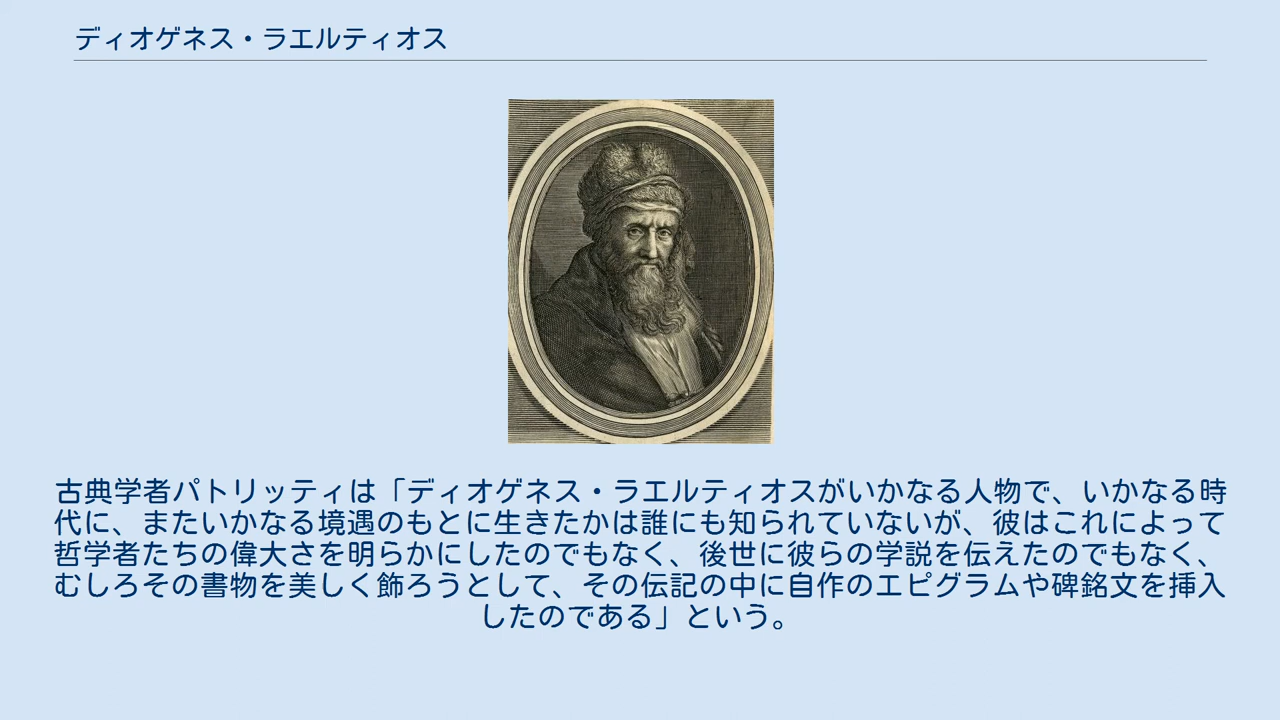 ディオゲネス・ラエルティオス
古典学者パトリッティは「ディオゲネス・ラエルティオスがいかなる人物で、いかなる時
代に、またいかなる境遇のもとに生きたかは誰にも知られていないが、彼はこれによって
哲学者たちの偉大さを明らかにしたのでもなく、後世に彼らの学説を伝えたのでもなく、
むしろその書物を美しく飾ろうとして、その伝記の中に自作のエピグラムや碑銘文を挿入
したのである」という。